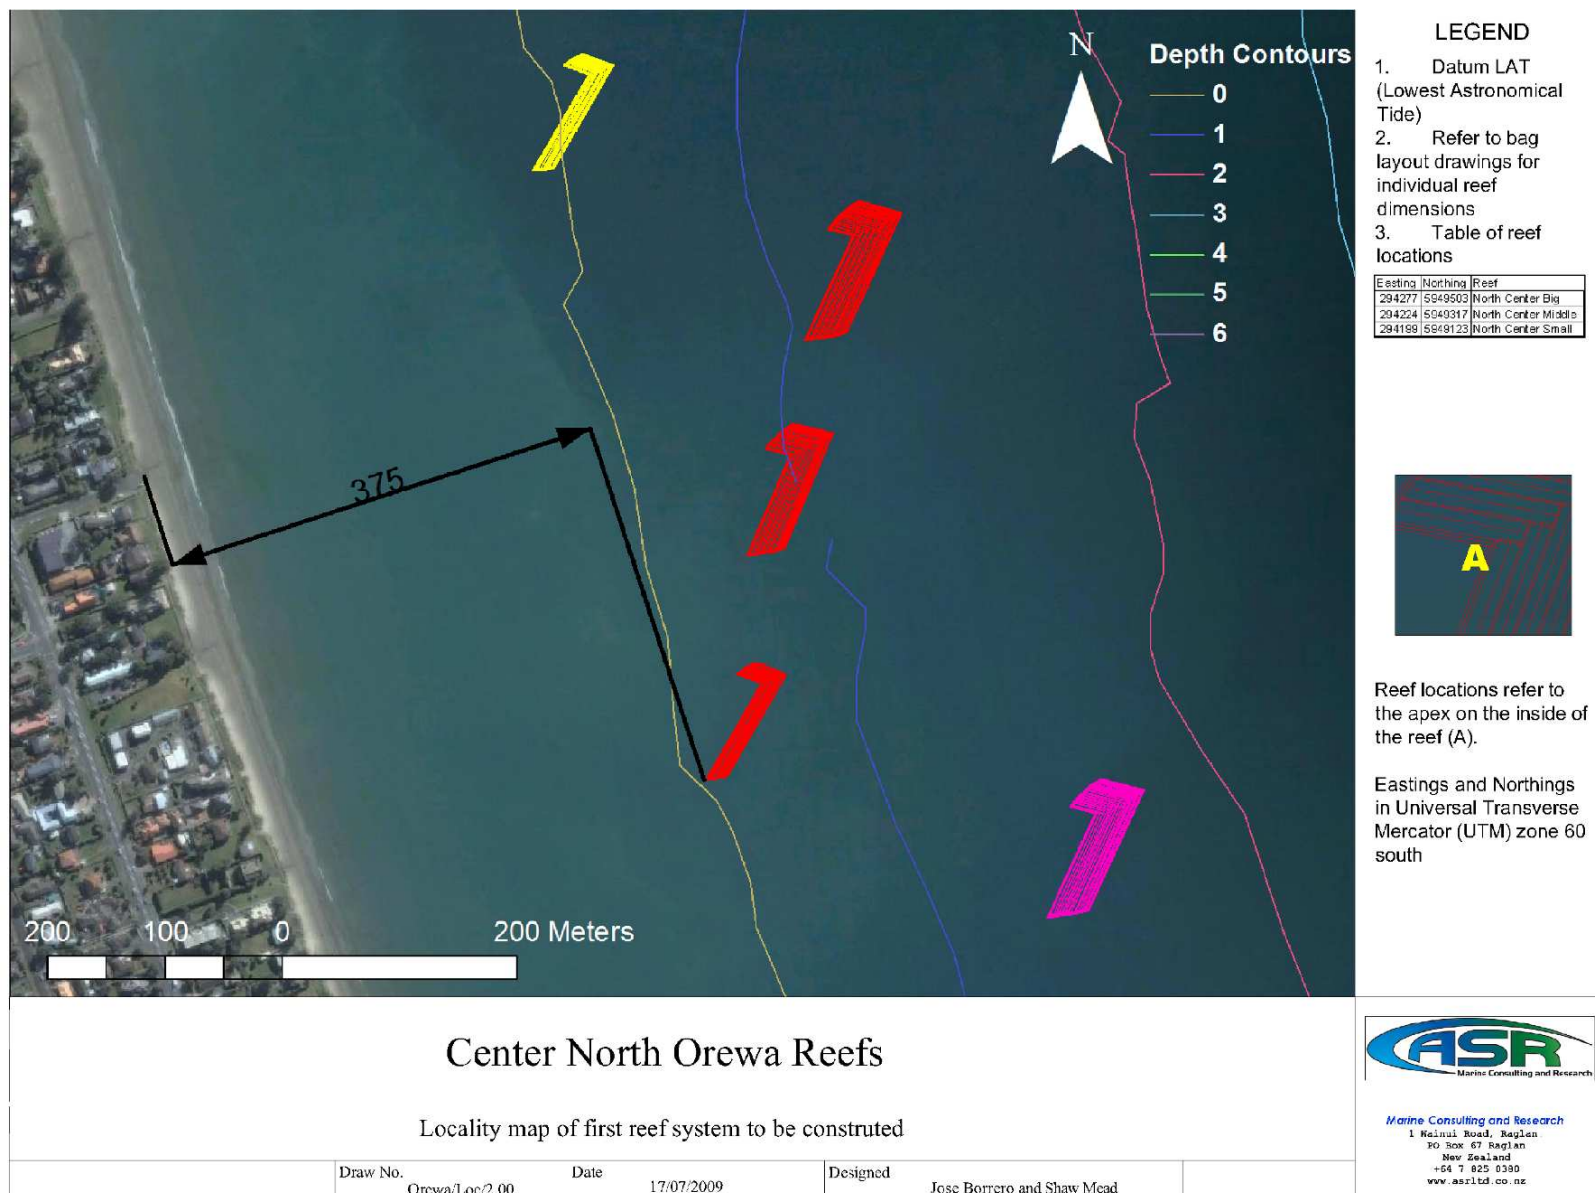 N
Depth Contours
0
1
2
3
4
5
6
375
200 100 0 200 Meters
LEGEND
1. Datum LAT
(Lowest Astronomical
Tide)
2. Refer to bag
layout drawings for
individual reef
dimensions
3. Table of reef
locations
Easting Northing Reef
294277 5949503 North Center Big
294224 5949317 North Center Middle
294199 5949123 North Center Small
A
Reef locations refer to
the apex on the inside of
the reef (A).
Eastings and Northings
in Universal Transverse
Mercator (UTM) zone 60
south
Center North Orewa Reefs
Locality map of first reef system to be construted
Draw No. Date Designed
Orewa/Loc/2.00 17/07/2009 Jose Borrero and Shaw Mead
ASR
Marine Consulting and Research
Marine Consulting and Research
1 Wainui Road, Raglan
PO Box 67 Raglan
New Zealand
+64 7 825 0380
www.asrltd.co.nz